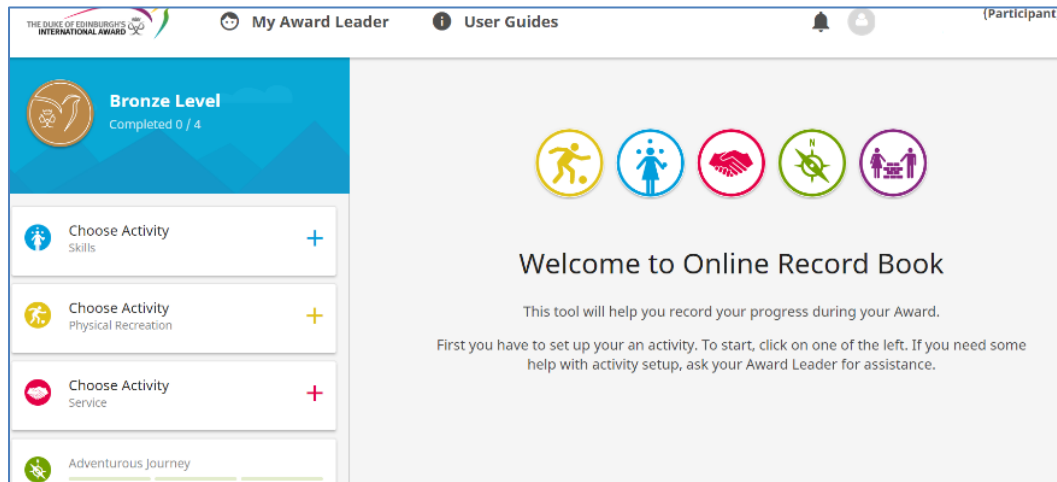 THE DUKE OF EDINBURGH'S
INTERNATIONAL AWARD
My Award Leader
User Guides
(Participant
Bronze Level
Completed 0 / 4
Choose Activity
Skills
Choose Activity
Physical Recreation
Choose Activity
Service
Adventurous Journey
N
Welcome to Online Record Book
This tool will help you record your progress during your Award.
First you have to set up your an activity. To start, click on one of the left. If you need some
help with activity setup, ask your Award Leader for assistance.